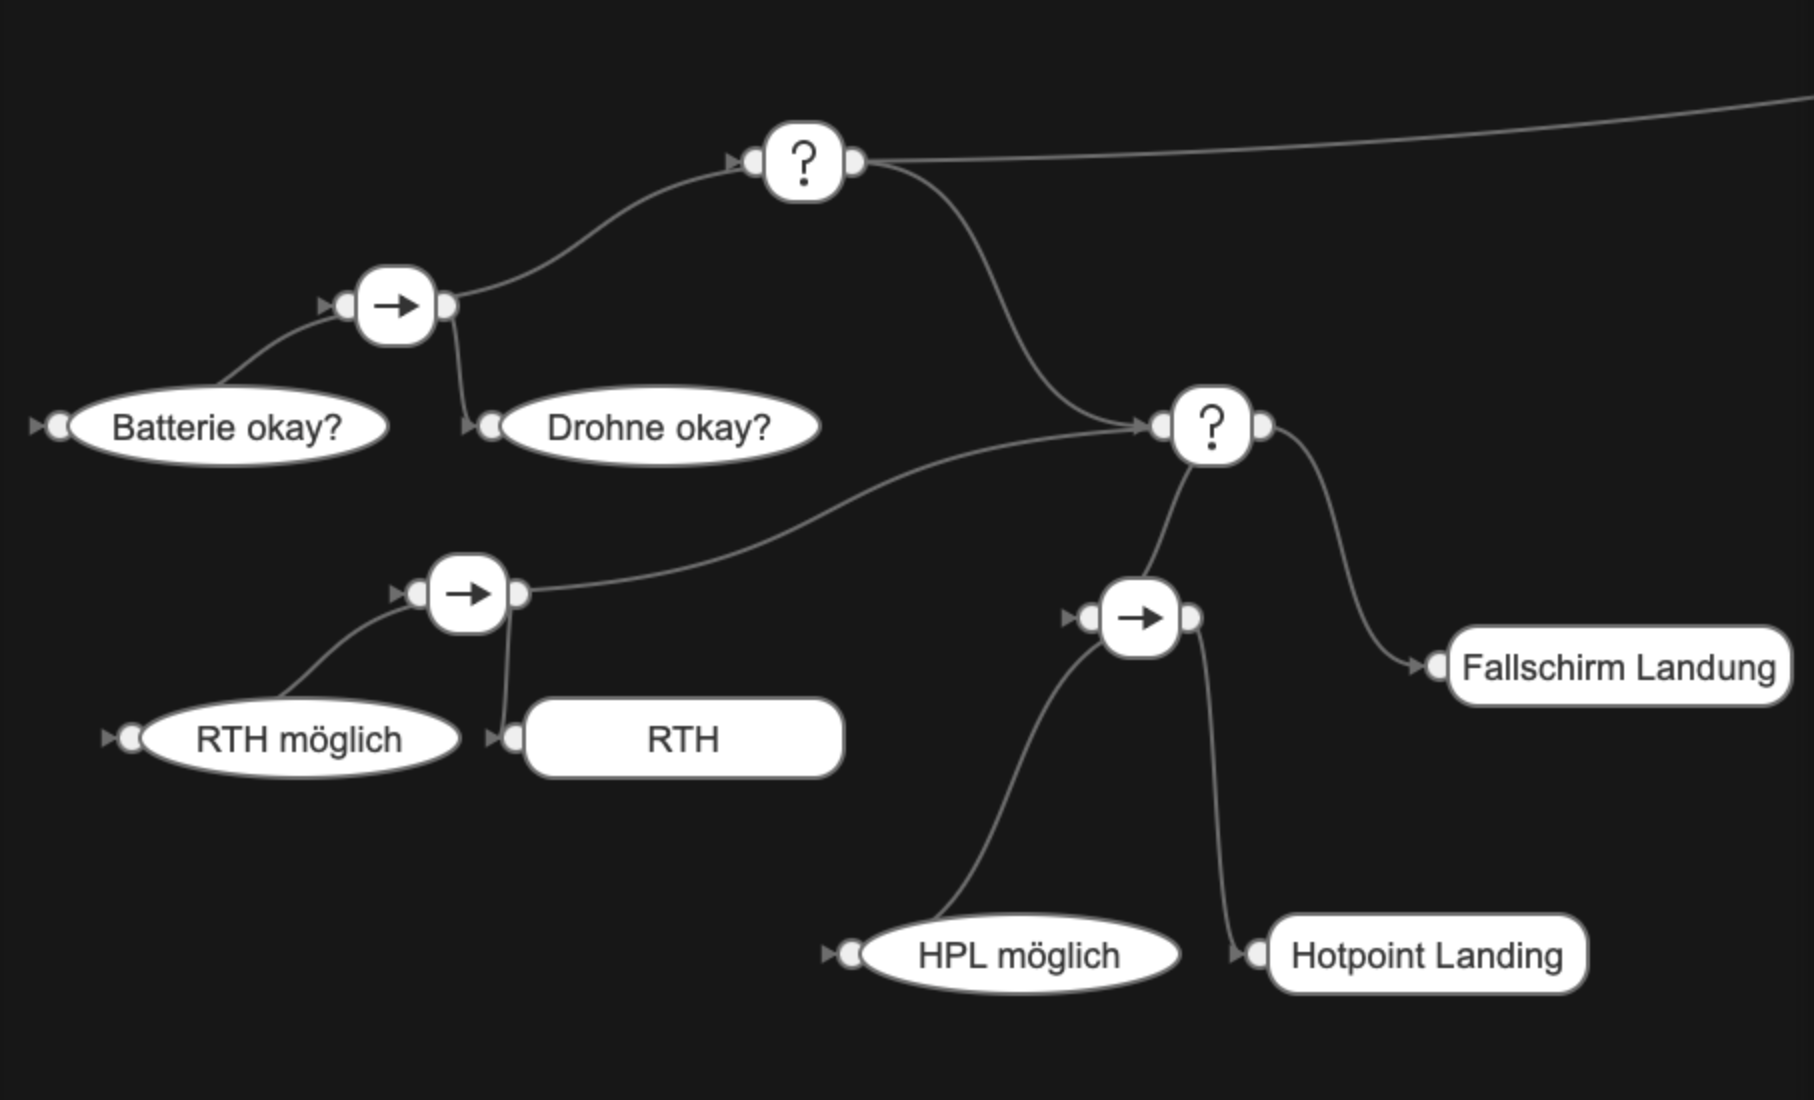 ?
→
Batterie okay?
Drohne okay?
?
→
→
Fallschirm Landung
RTH möglich
RTH
HPL möglich
Hotpoint Landing